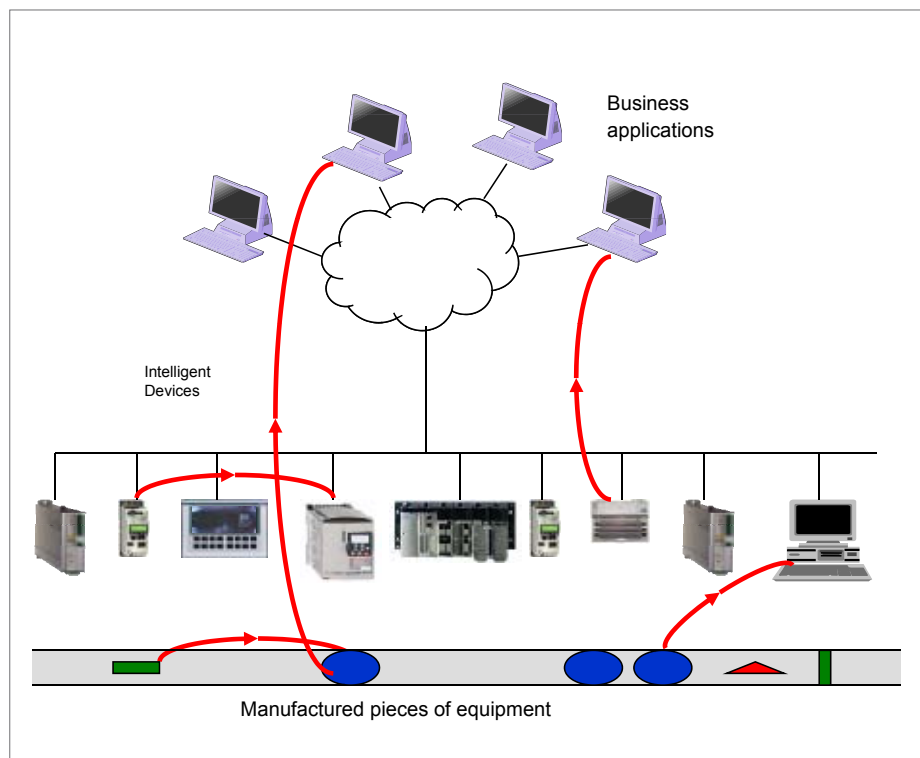 Business
applications
Intelligent
Devices
Manufactured pieces of equipment